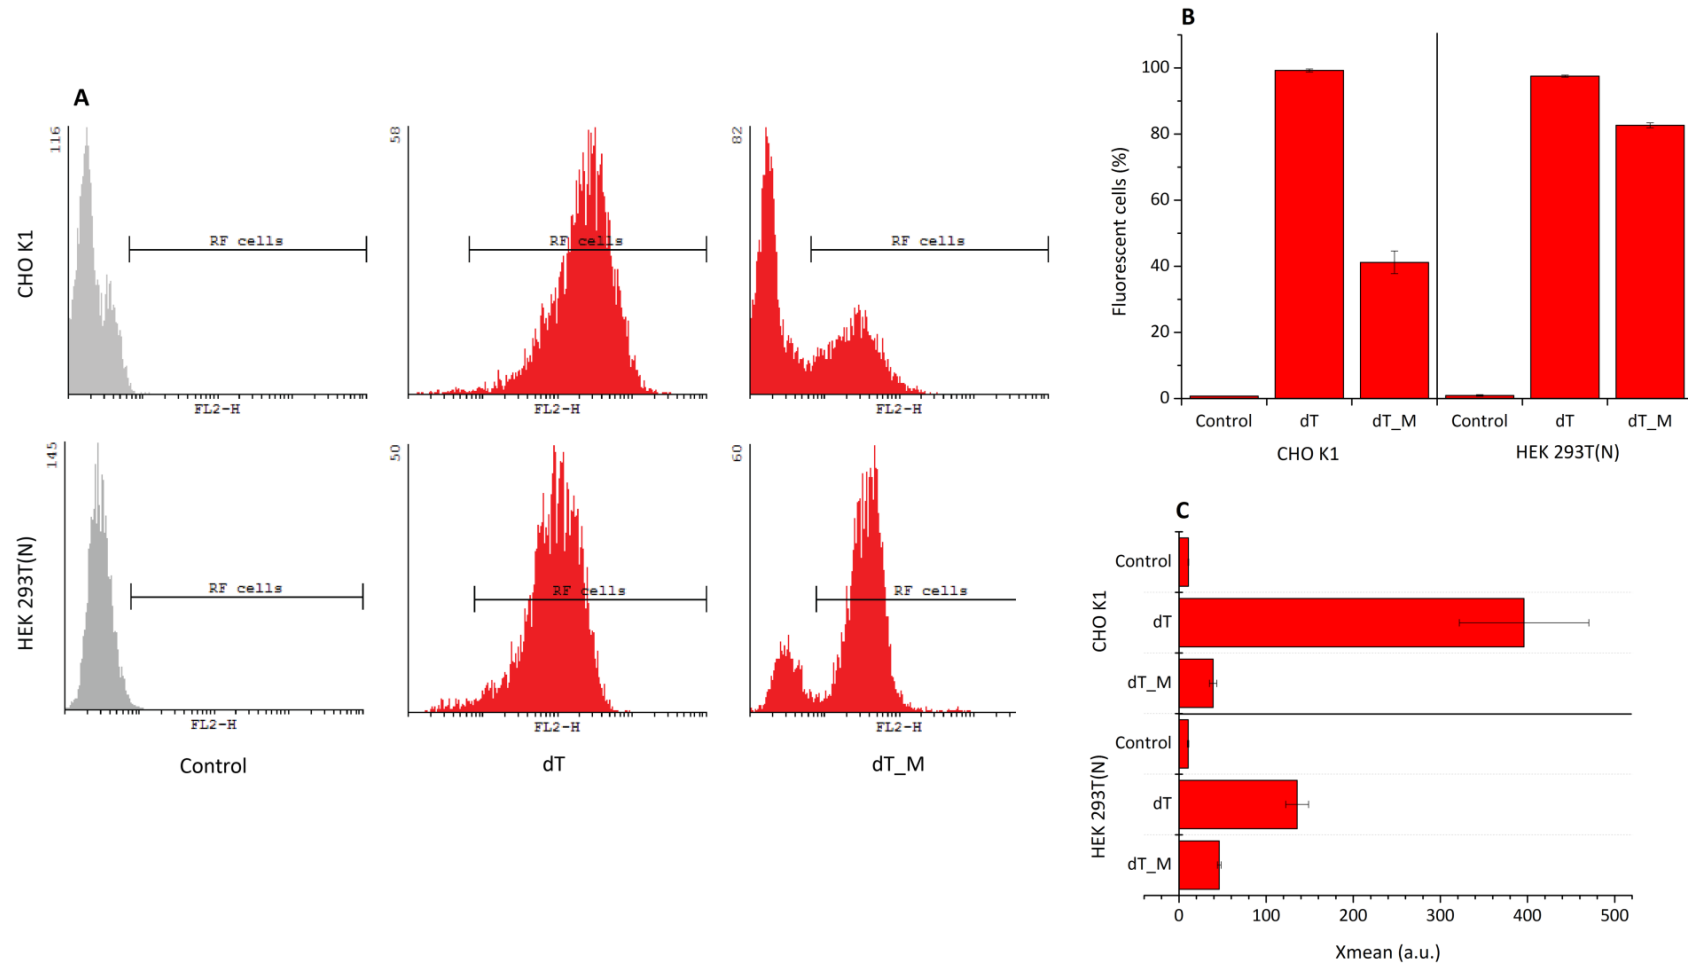 A
CHO K1
116
RF cells
FL2-H
58
RF cells
FL2-H
82
RF cells
FL2-H
HEK 293T(N)
145
RF cells
FL2-H
50
RF cells
FL2-H
60
RF cells
FL2-H
Control
dT
dT_M
B
Fluorescent cells (%)
100
80
60
40
20
0
Control
dT
dT_M
Control
dT
dT_M
CHO K1
HEK 293T(N)
C
CHO K1
Control
dT
dT_M
HEK 293T(N)
Control
dT
dT_M
0
100
200
300
400
500
Xmean (a.u.)